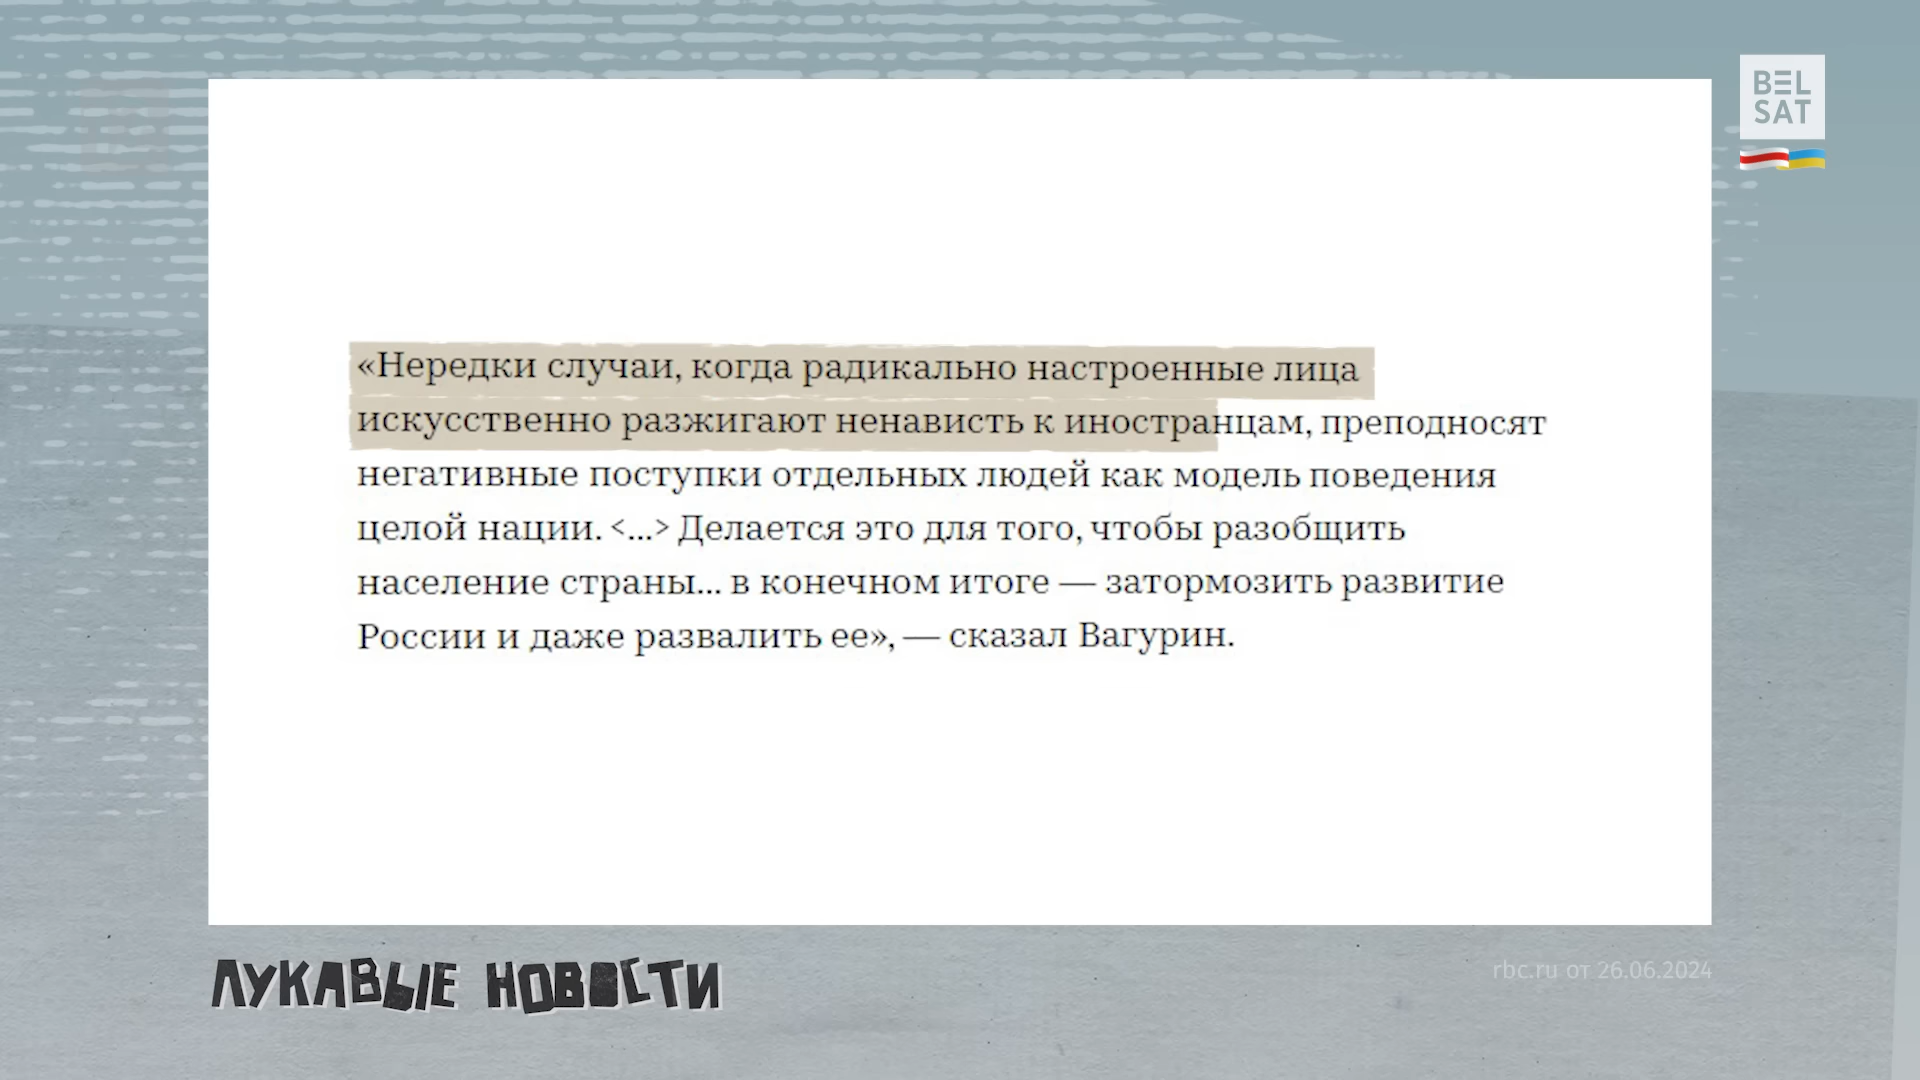 BEL
SAT
«Нередки случаи, когда радикально настроенные лица
искусственно разжигают ненависть к иностранцам, преподносят
негативные поступки отдельных людей как модель поведения
целой нации. <...> Делается это для того, чтобы разобщить
население страны... в конечном итоге — затормозить развитие
России и даже развалить ее», — сказал Вагурин.
ЛУКАВЫЕ НОВОСТИ
rbc.ru от 26.06.2024